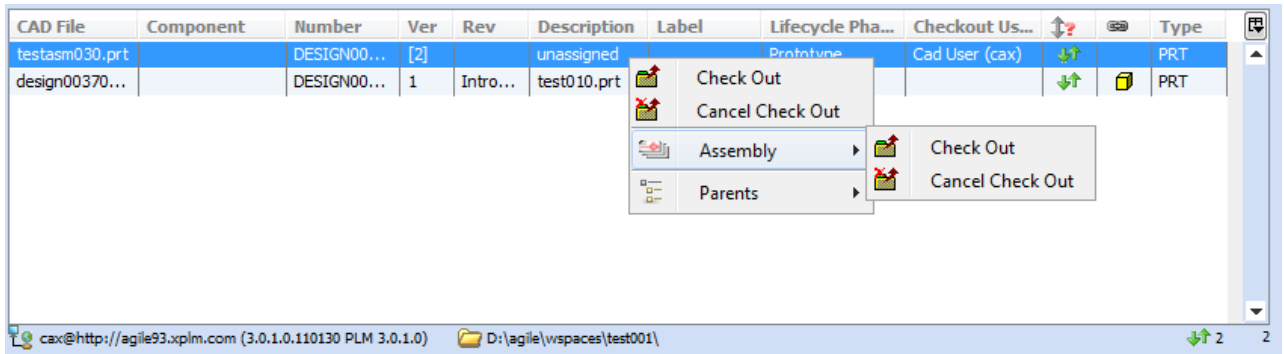 CAD File Component Number Ver Rev Description Label Lifecycle Pha... Checkout Us... Type
testasm030.prt DESIGN00... [2] unassigned Prototype Cad User (cax) PRT
design00370... DESIGN00... 1 Intro... test010.prt PRT
Check Out
Cancel Check Out
Assembly
Parents
Check Out
Cancel Check Out
cax@http://agile93.xplm.com (3.0.1.0.110130 PLM 3.0.1.0) D:\agile\wspaces\test001\ 2 2